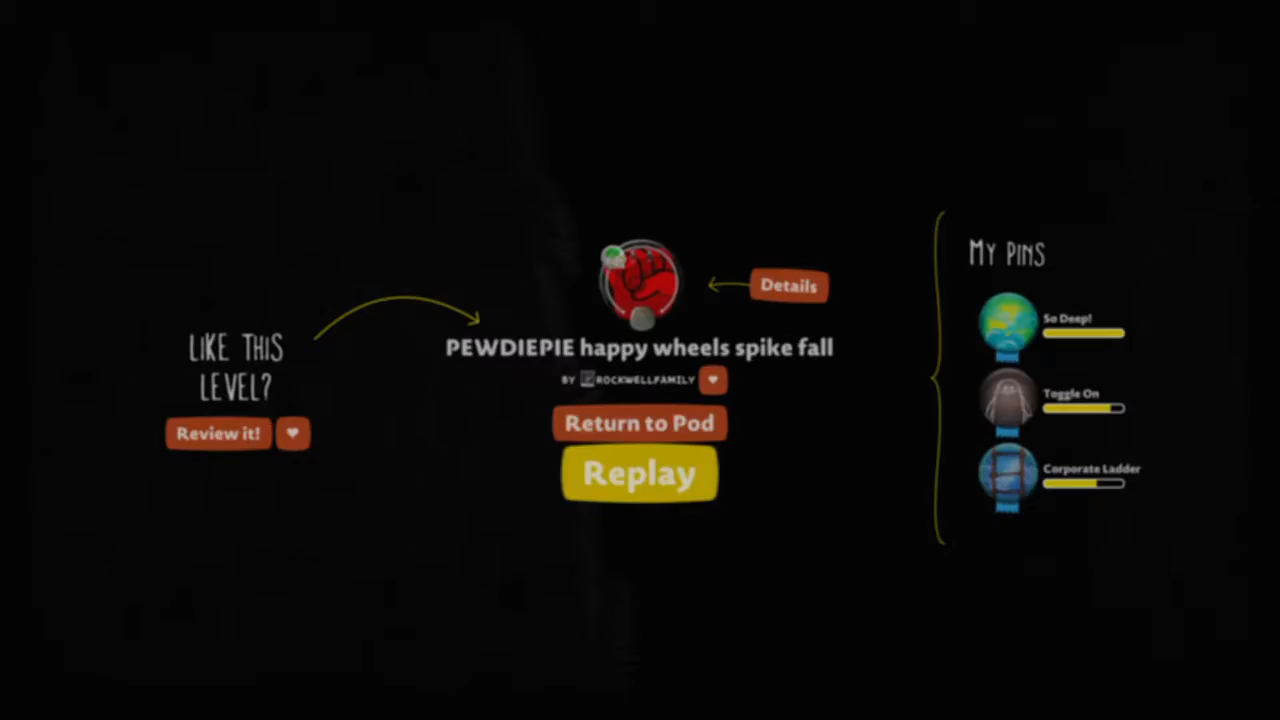 LIKE THIS
LEVEL?
Review it!
Details
PEWDIEPIE happy wheels spike fall
BY ROCKWELLFAMILY
Return to Pod
Replay
MY PINS
So Deep!
Toggle On
Corporate Ladder